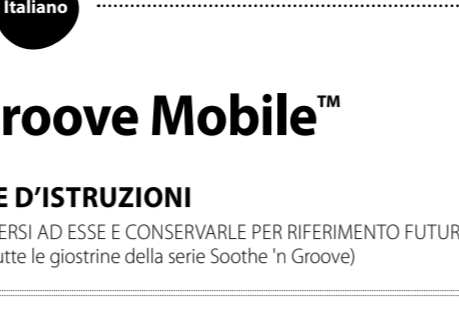 Italiano
roove Mobile™
E D’ISTRUZIONI
ERSI AD ESSE E CONSERVARLE PER RIFERIMENTO FUTUR
utte le giostrine della serie Soothe 'n Groove)